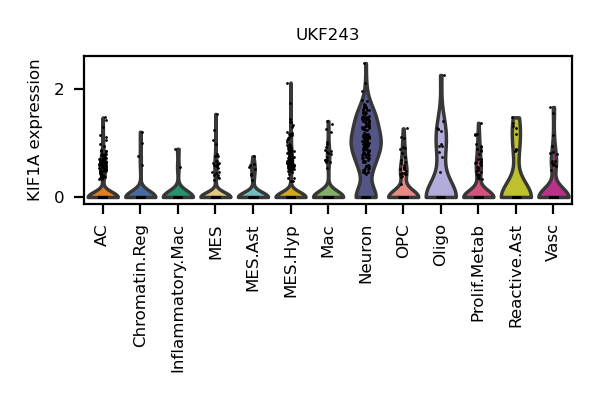 UKF243
KIF1A expression
2
0
AC
Chromatin.Reg
Inflammatory.Mac
MES
MES.Ast
MES.Hyp
Mac
Neuron
OPC
Oligo
Prolif.Metab
Reactive.Ast
Vasc